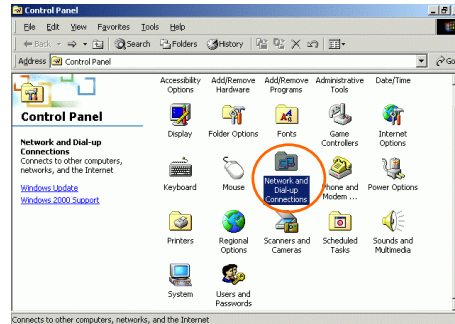 Control Panel
File Edit View Favorites Tools Help
Back Search Folders History
Address Control Panel Go
Control Panel
Network and Dial-up
Connections
Connects to other computers,
networks, and the Internet
Windows Update
Windows 2000 Support
Accessibility
Options
Add/Remove
Hardware
Add/Remove
Programs
Administrative
Tools
Date/Time
Display
Folder Options
Fonts
Game
Controllers
Internet
Options
Keyboard
Mouse
Network and
Dial-up
Connections
Phone and
Modem ...
Power Options
Printers
Regional
Options
Scanners and
Cameras
Scheduled
Tasks
Sounds and
Multimedia
System
Users and
Passwords
Connects to other computers, networks, and the Internet